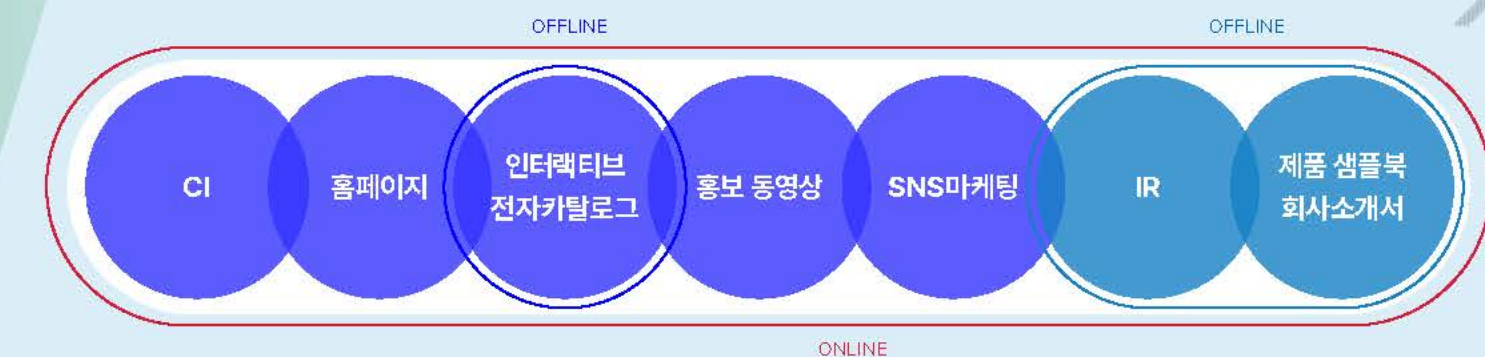 OFFLINE
OFFLINE
CI
홈페이지
인터랙티브
전자카탈로그
홍보 동영상
SNS마케팅
IR
제품 샘플북
회사소개서
ONLINE